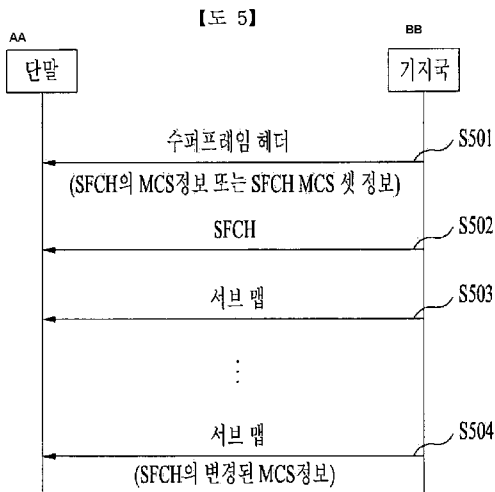 【도 5】
AA
BB
단말
기지국
수퍼프레임 헤더
S501
(SFCH의 MCS정보 또는 SFCH MCS 셋 정보)
S502
SFCH
서브 맵
S503
⋮
서브 맵
S504
(SFCH의 변경된 MCS정보)